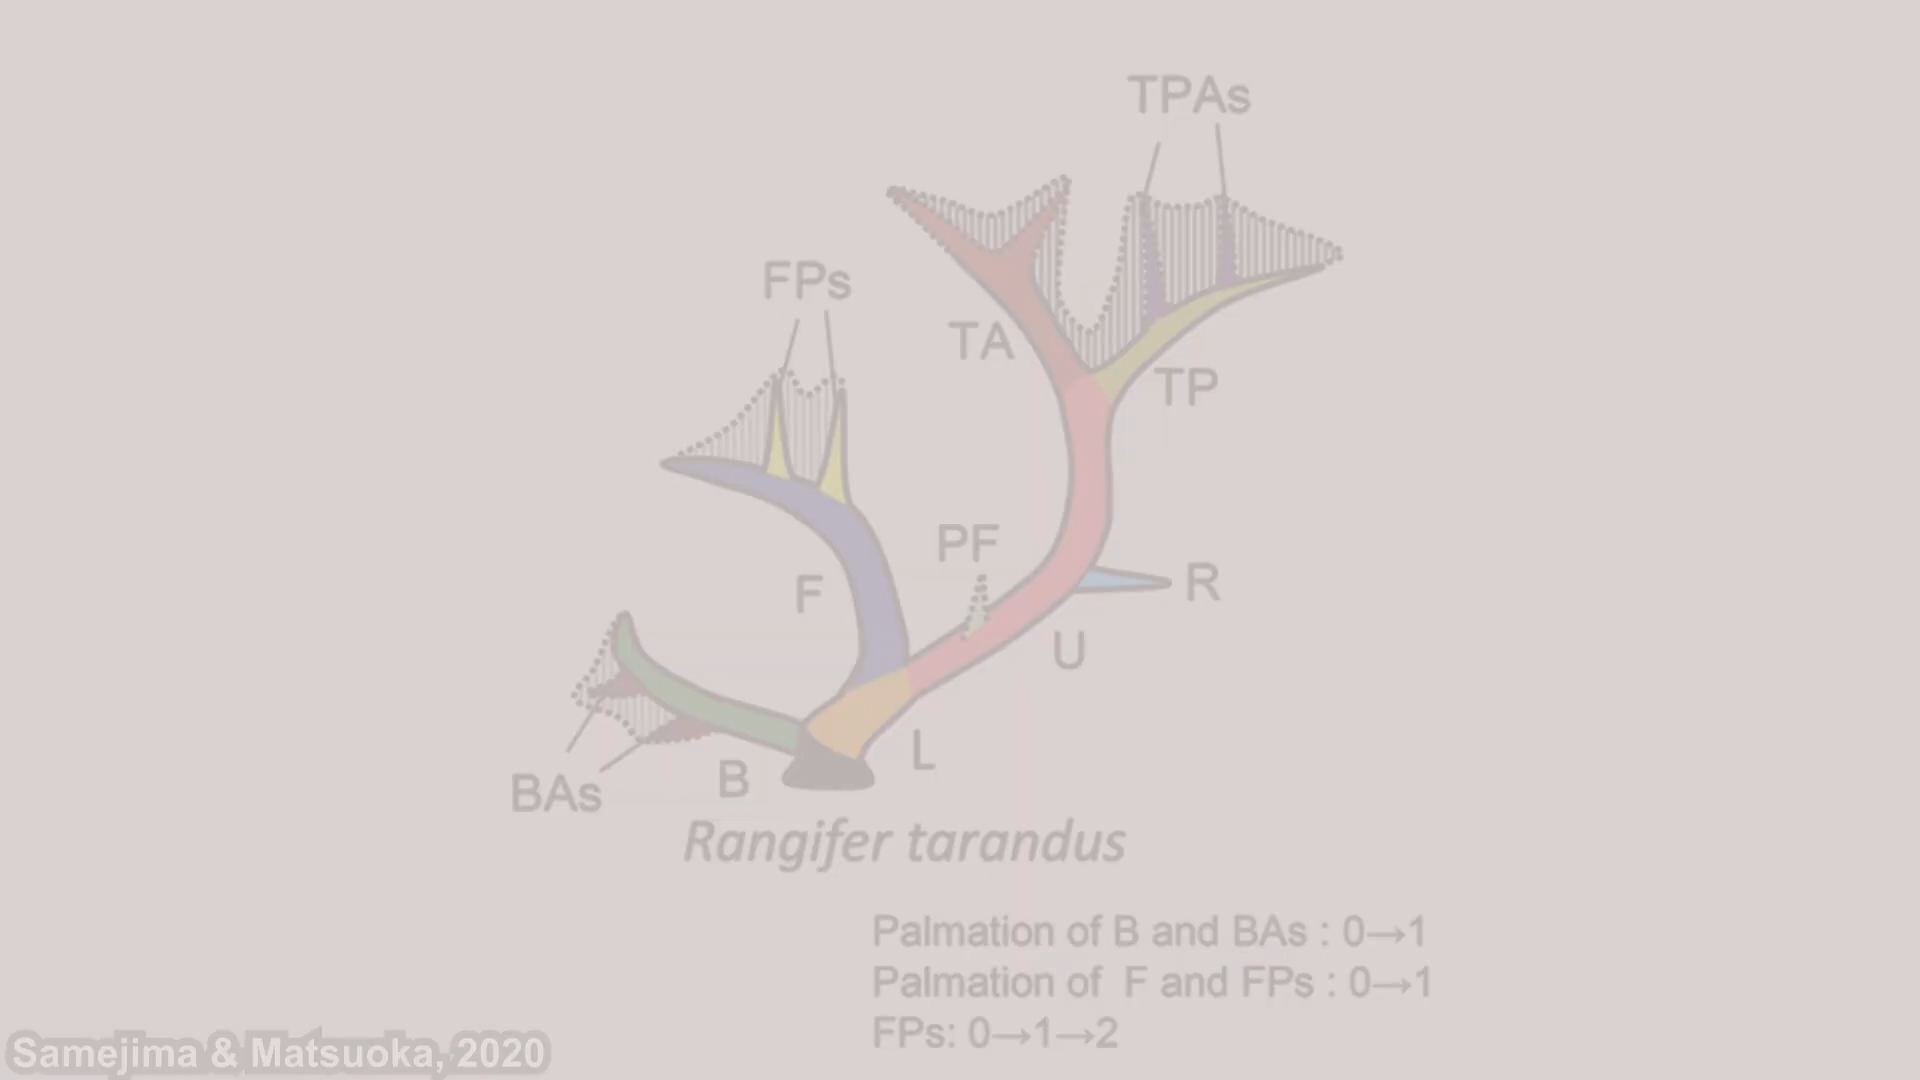 TPAs
FPs
TA
TP
PF
F
R
U
L
B
BAs
Rangifer tarandus
Palmation of B and BAs : 0→1
Palmation of F and FPs : 0→1
FPs: 0→1→2
Samejima & Matsuoka, 2020